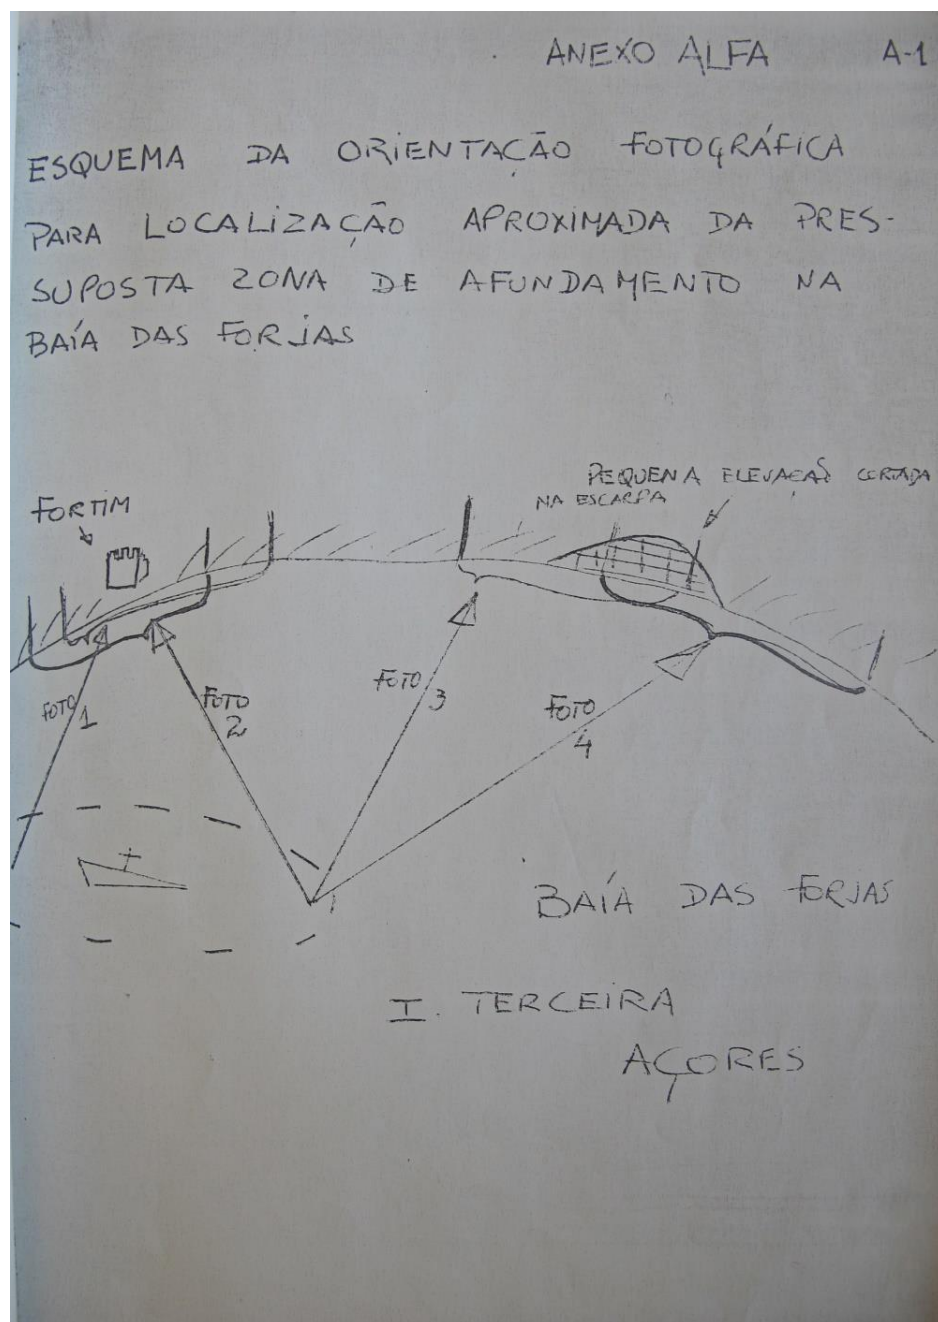 ANEXO ALFA A-1
ESQUEMA DA ORIENTAÇÃO FOTOGRÁFICA
PARA LOCALIZAÇÃO APROXIMADA DA PRES-
SUPOSTA ZONA DE AFUNDAMENTO NA
BAÍA DAS FORJAS
PEQUENA ELEVAÇÃO CORTADA
NA ESCARPA
FORTIM
FOTO 1
FOTO 2
FOTO 3
FOTO 4
BAÍA DAS FORJAS
I. TERCEIRA
AÇORES